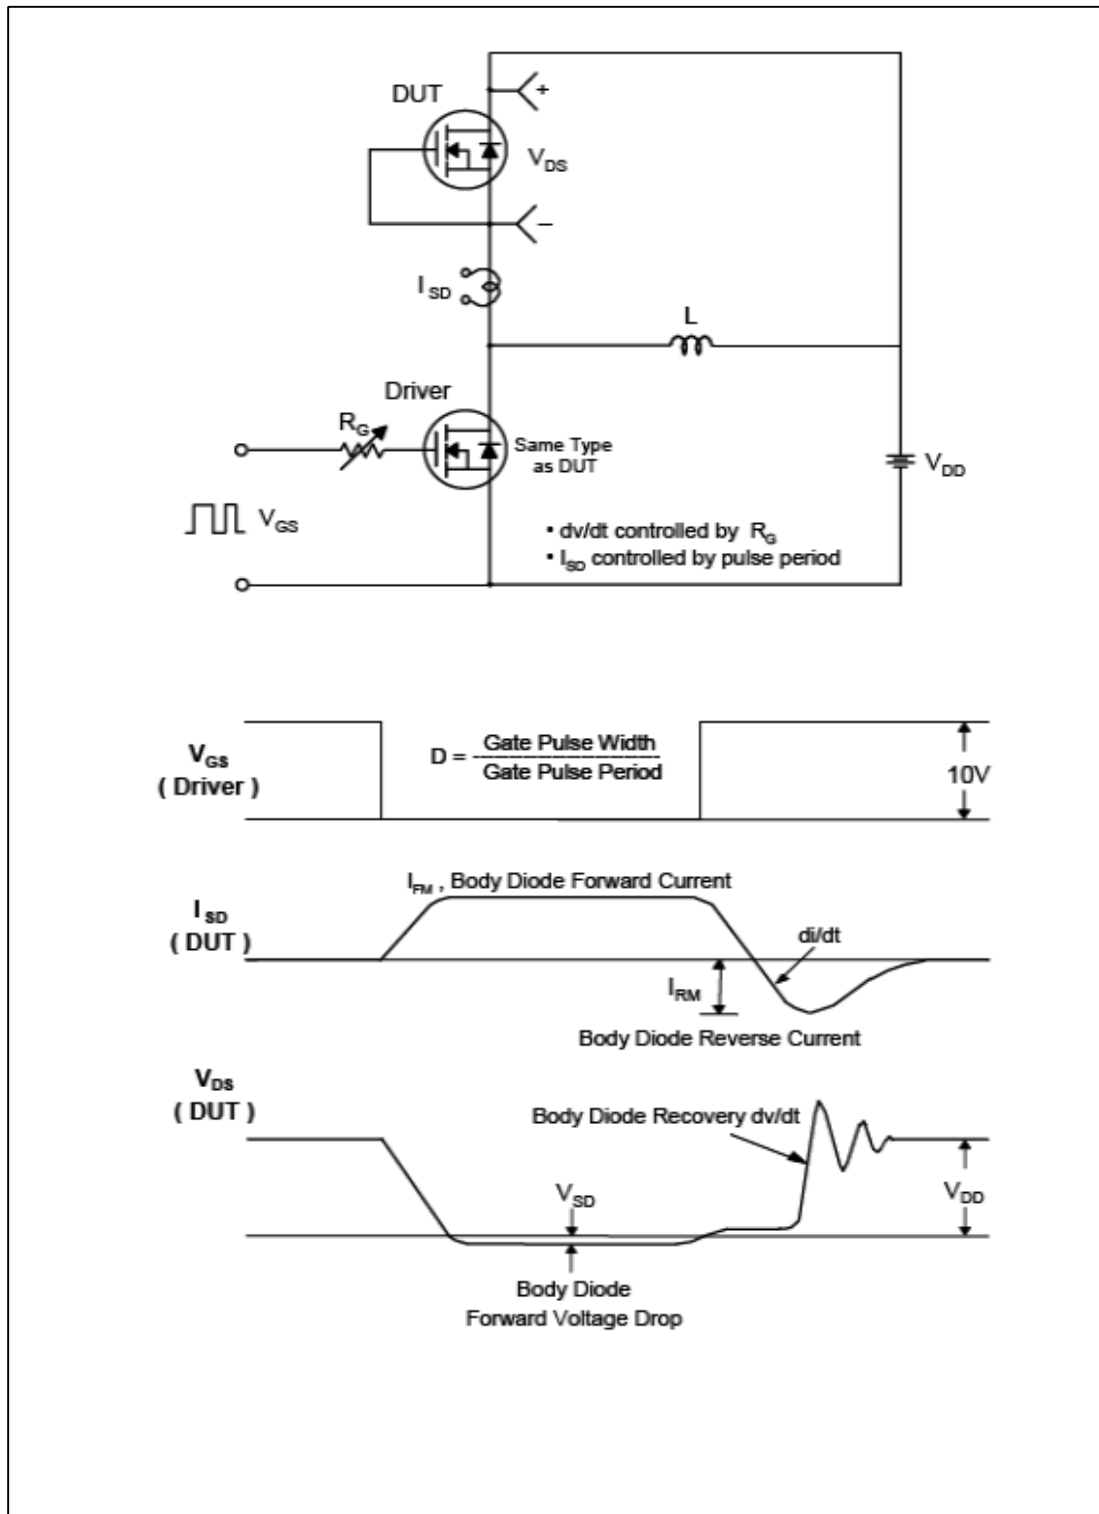 DUT
+
V_DS
–
I_SD
L
Driver
R_G
Same Type
as DUT
V_DD
V_GS
• dv/dt controlled by R_G
• I_SD controlled by pulse period
V_GS
( Driver )
D = Gate Pulse Width
Gate Pulse Period
10V
I_FM , Body Diode Forward Current
I_SD
( DUT )
di/dt
I_RM
Body Diode Reverse Current
V_DS
( DUT )
Body Diode Recovery dv/dt
V_SD
V_DD
Body Diode
Forward Voltage Drop